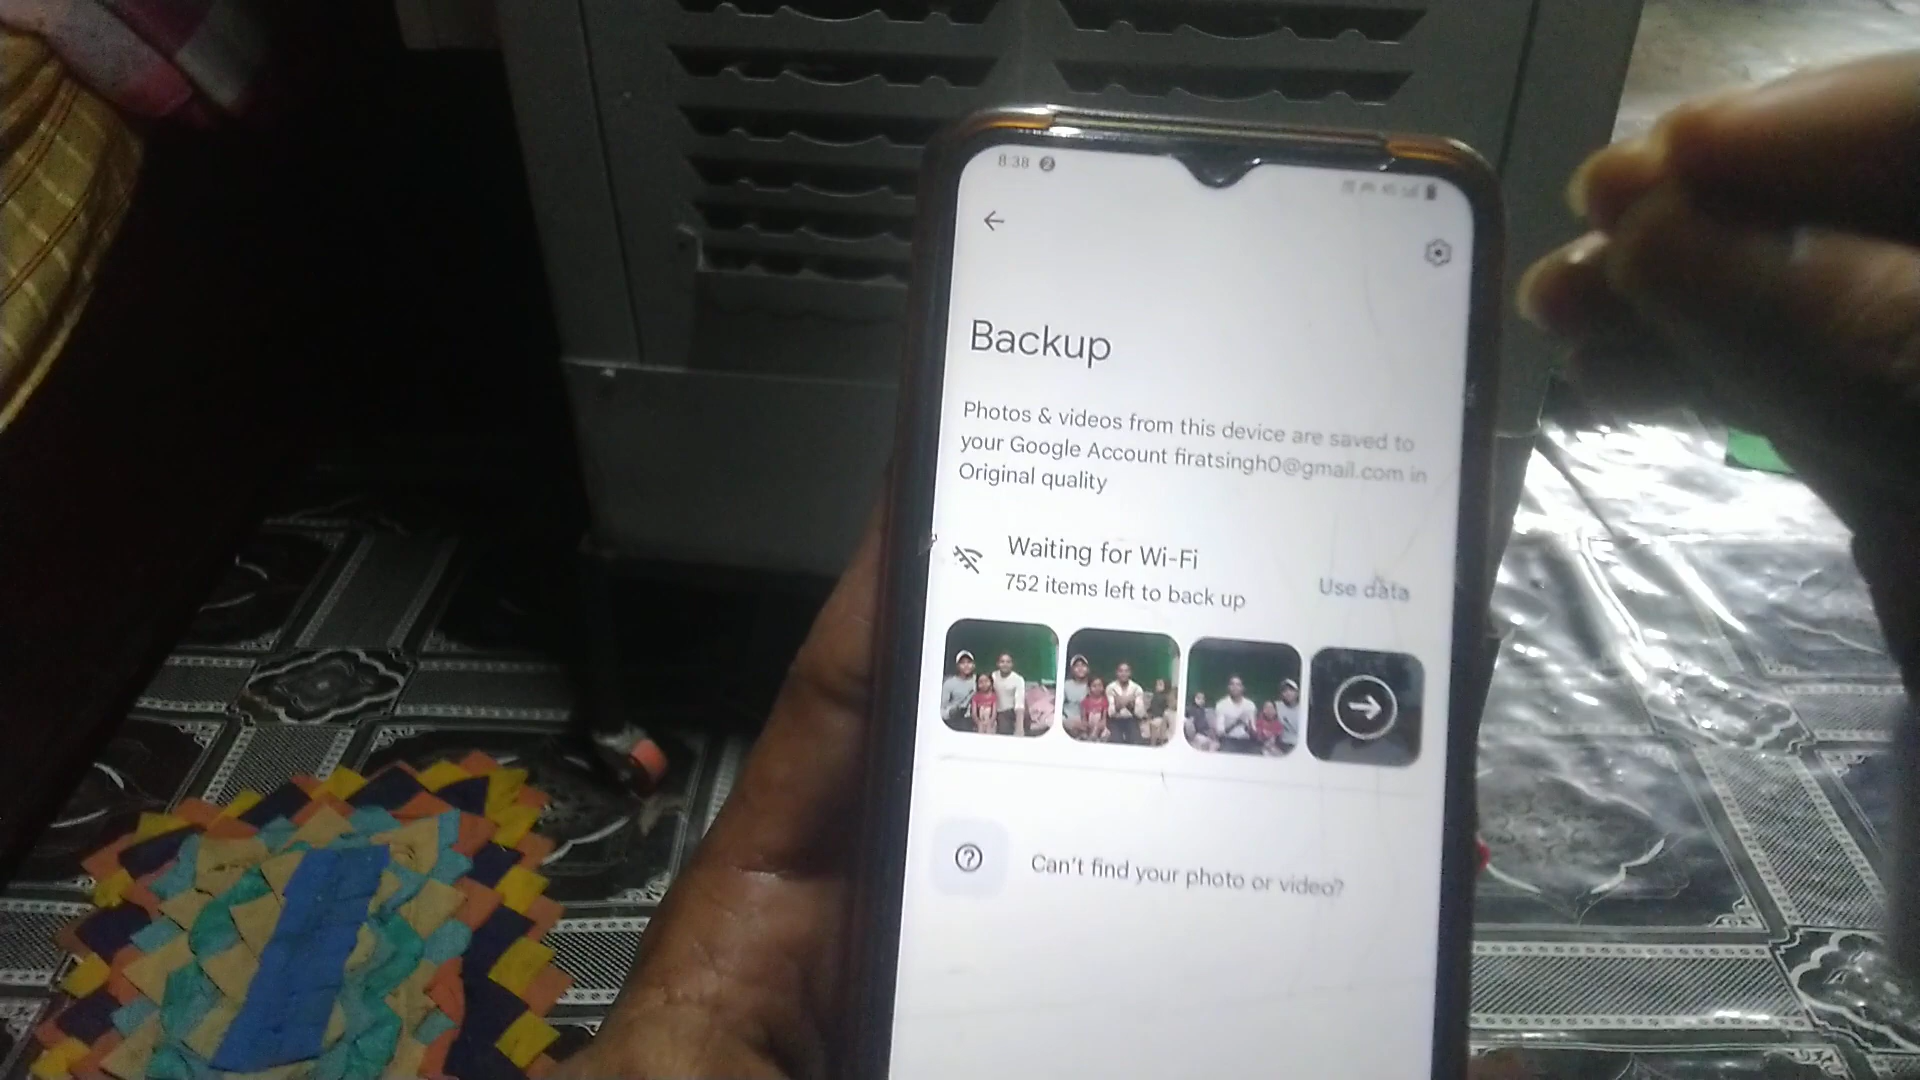 8:38
Backup
Photos & videos from this device are saved to
your Google Account firatsingh0@gmail.com in
Original quality
Waiting for Wi-Fi
752 items left to back up
Use data
Can't find your photo or video?